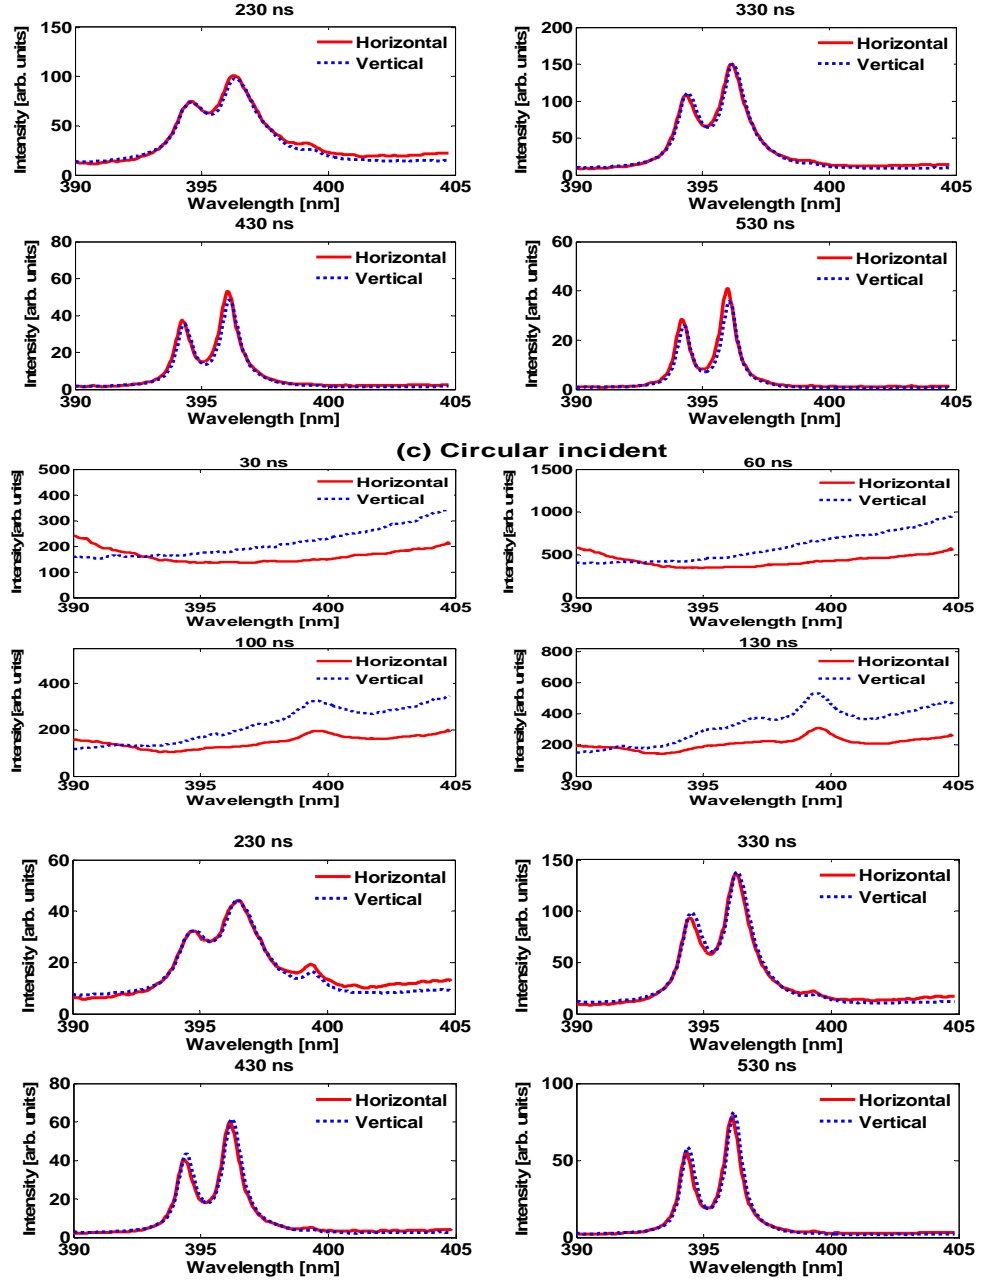 230 ns
330 ns
Intensity [arb. units]
150
100
50
0
Horizontal
Vertical
390
395
400
405
Wavelength [nm]
Intensity [arb. units]
200
150
100
50
0
Horizontal
Vertical
390
395
400
405
Wavelength [nm]
430 ns
530 ns
Intensity [arb. units]
80
60
40
20
0
Horizontal
Vertical
390
395
400
405
Wavelength [nm]
Intensity [arb. units]
60
40
20
0
Horizontal
Vertical
390
395
400
405
Wavelength [nm]
(c) Circular incident
30 ns
60 ns
Intensity[arb. units]
500
400
300
200
100
0
Horizontal
Vertical
390
395
400
405
Wavelength [nm]
Intensity[arb. units]
1500
1000
500
0
Horizontal
Vertical
390
395
400
405
Wavelength [nm]
100 ns
130 ns
Intensity[arb. units]
400
200
0
Horizontal
Vertical
390
395
400
405
Wavelength [nm]
Intensity[arb. units]
800
600
400
200
0
Horizontal
Vertical
390
395
400
405
Wavelength [nm]
230 ns
330 ns
Intensity [arb. units]
60
40
20
0
Horizontal
Vertical
390
395
400
405
Wavelength [nm]
Intensity [arb. units]
150
100
50
0
Horizontal
Vertical
390
395
400
405
Wavelength [nm]
430 ns
530 ns
Intensity [arb. units]
80
60
40
20
0
Horizontal
Vertical
390
395
400
405
Wavelength [nm]
Intensity [arb. units]
100
50
0
Horizontal
Vertical
390
395
400
405
Wavelength [nm]